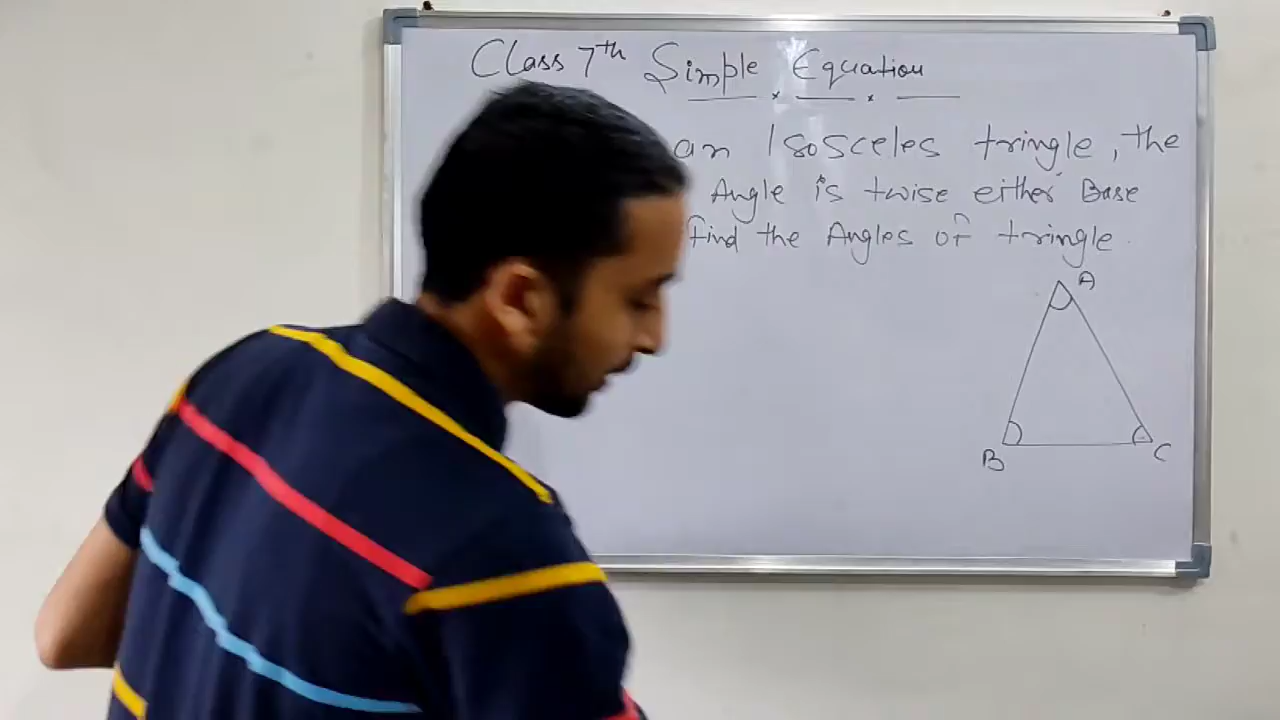 Class 7th Simple Equation
an Isosceles tringle, the
Angle is twise either Base
find the Angles of tringle.
A
B
C